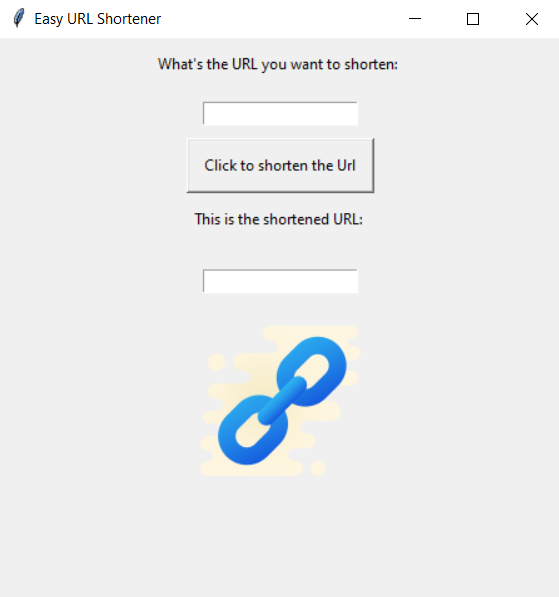 Easy URL Shortener
What's the URL you want to shorten:
Click to shorten the Url
This is the shortened URL: